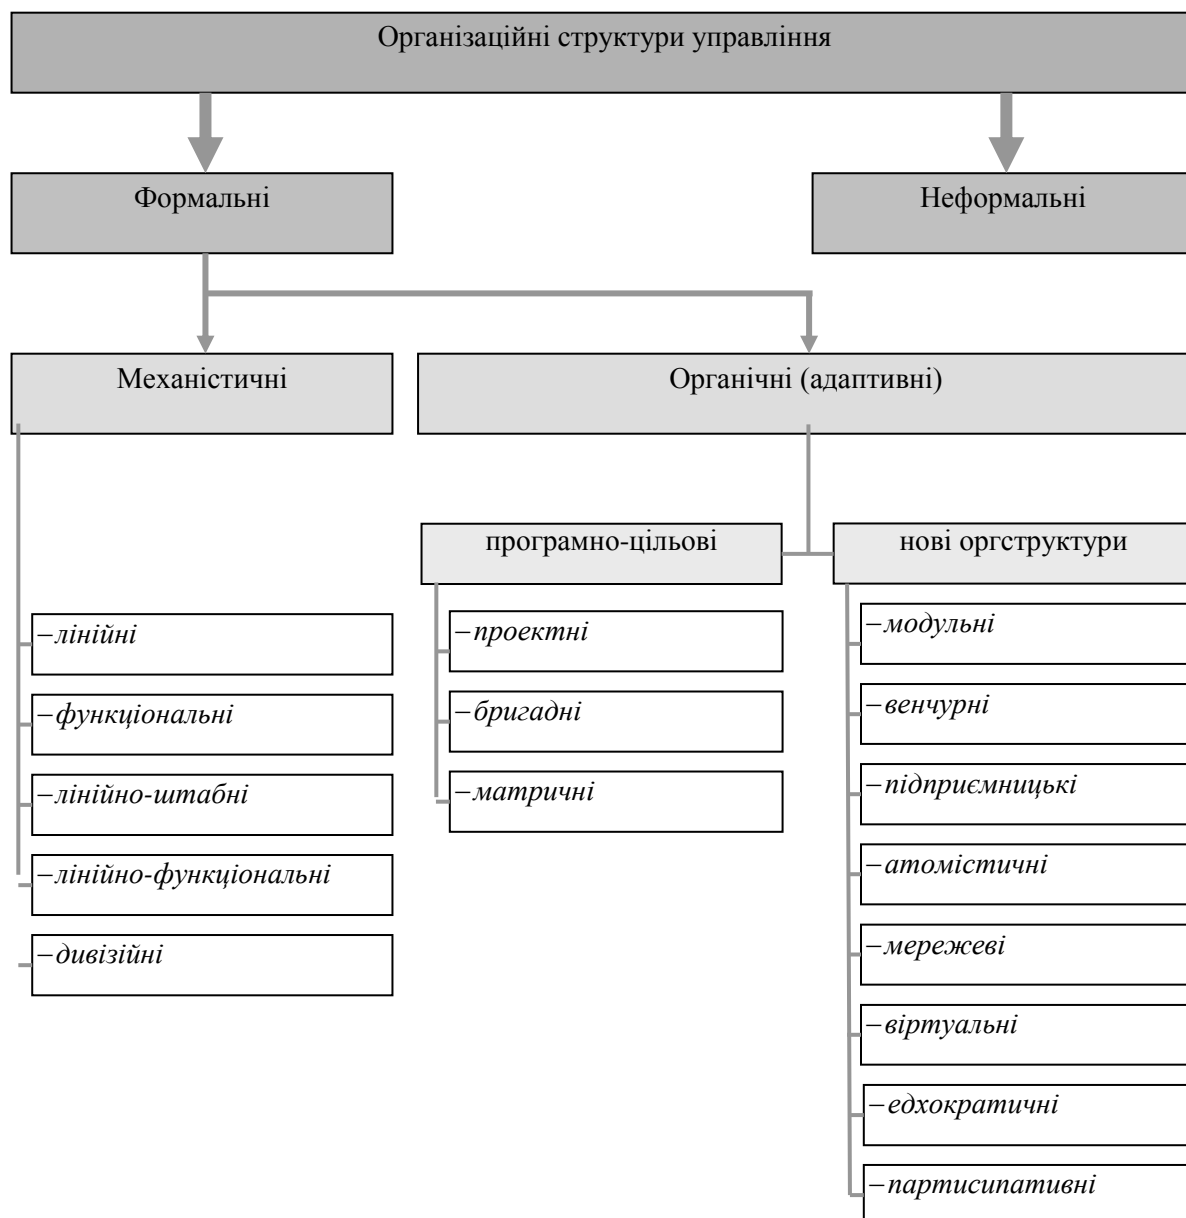 Організаційні структури управління
Формальні
Неформальні
Механістичні
Органічні (адаптивні)
програмно-цільові
нові оргструктури
–лінійні
–функціональні
–лінійно-штабні
–лінійно-функціональні
–дивізійні
–проектні
–бригадні
–матричні
–модульні
–венчурні
–підприємницькі
–атомістичні
–мережеві
–віртуальні
–едхократичні
–партисипативні